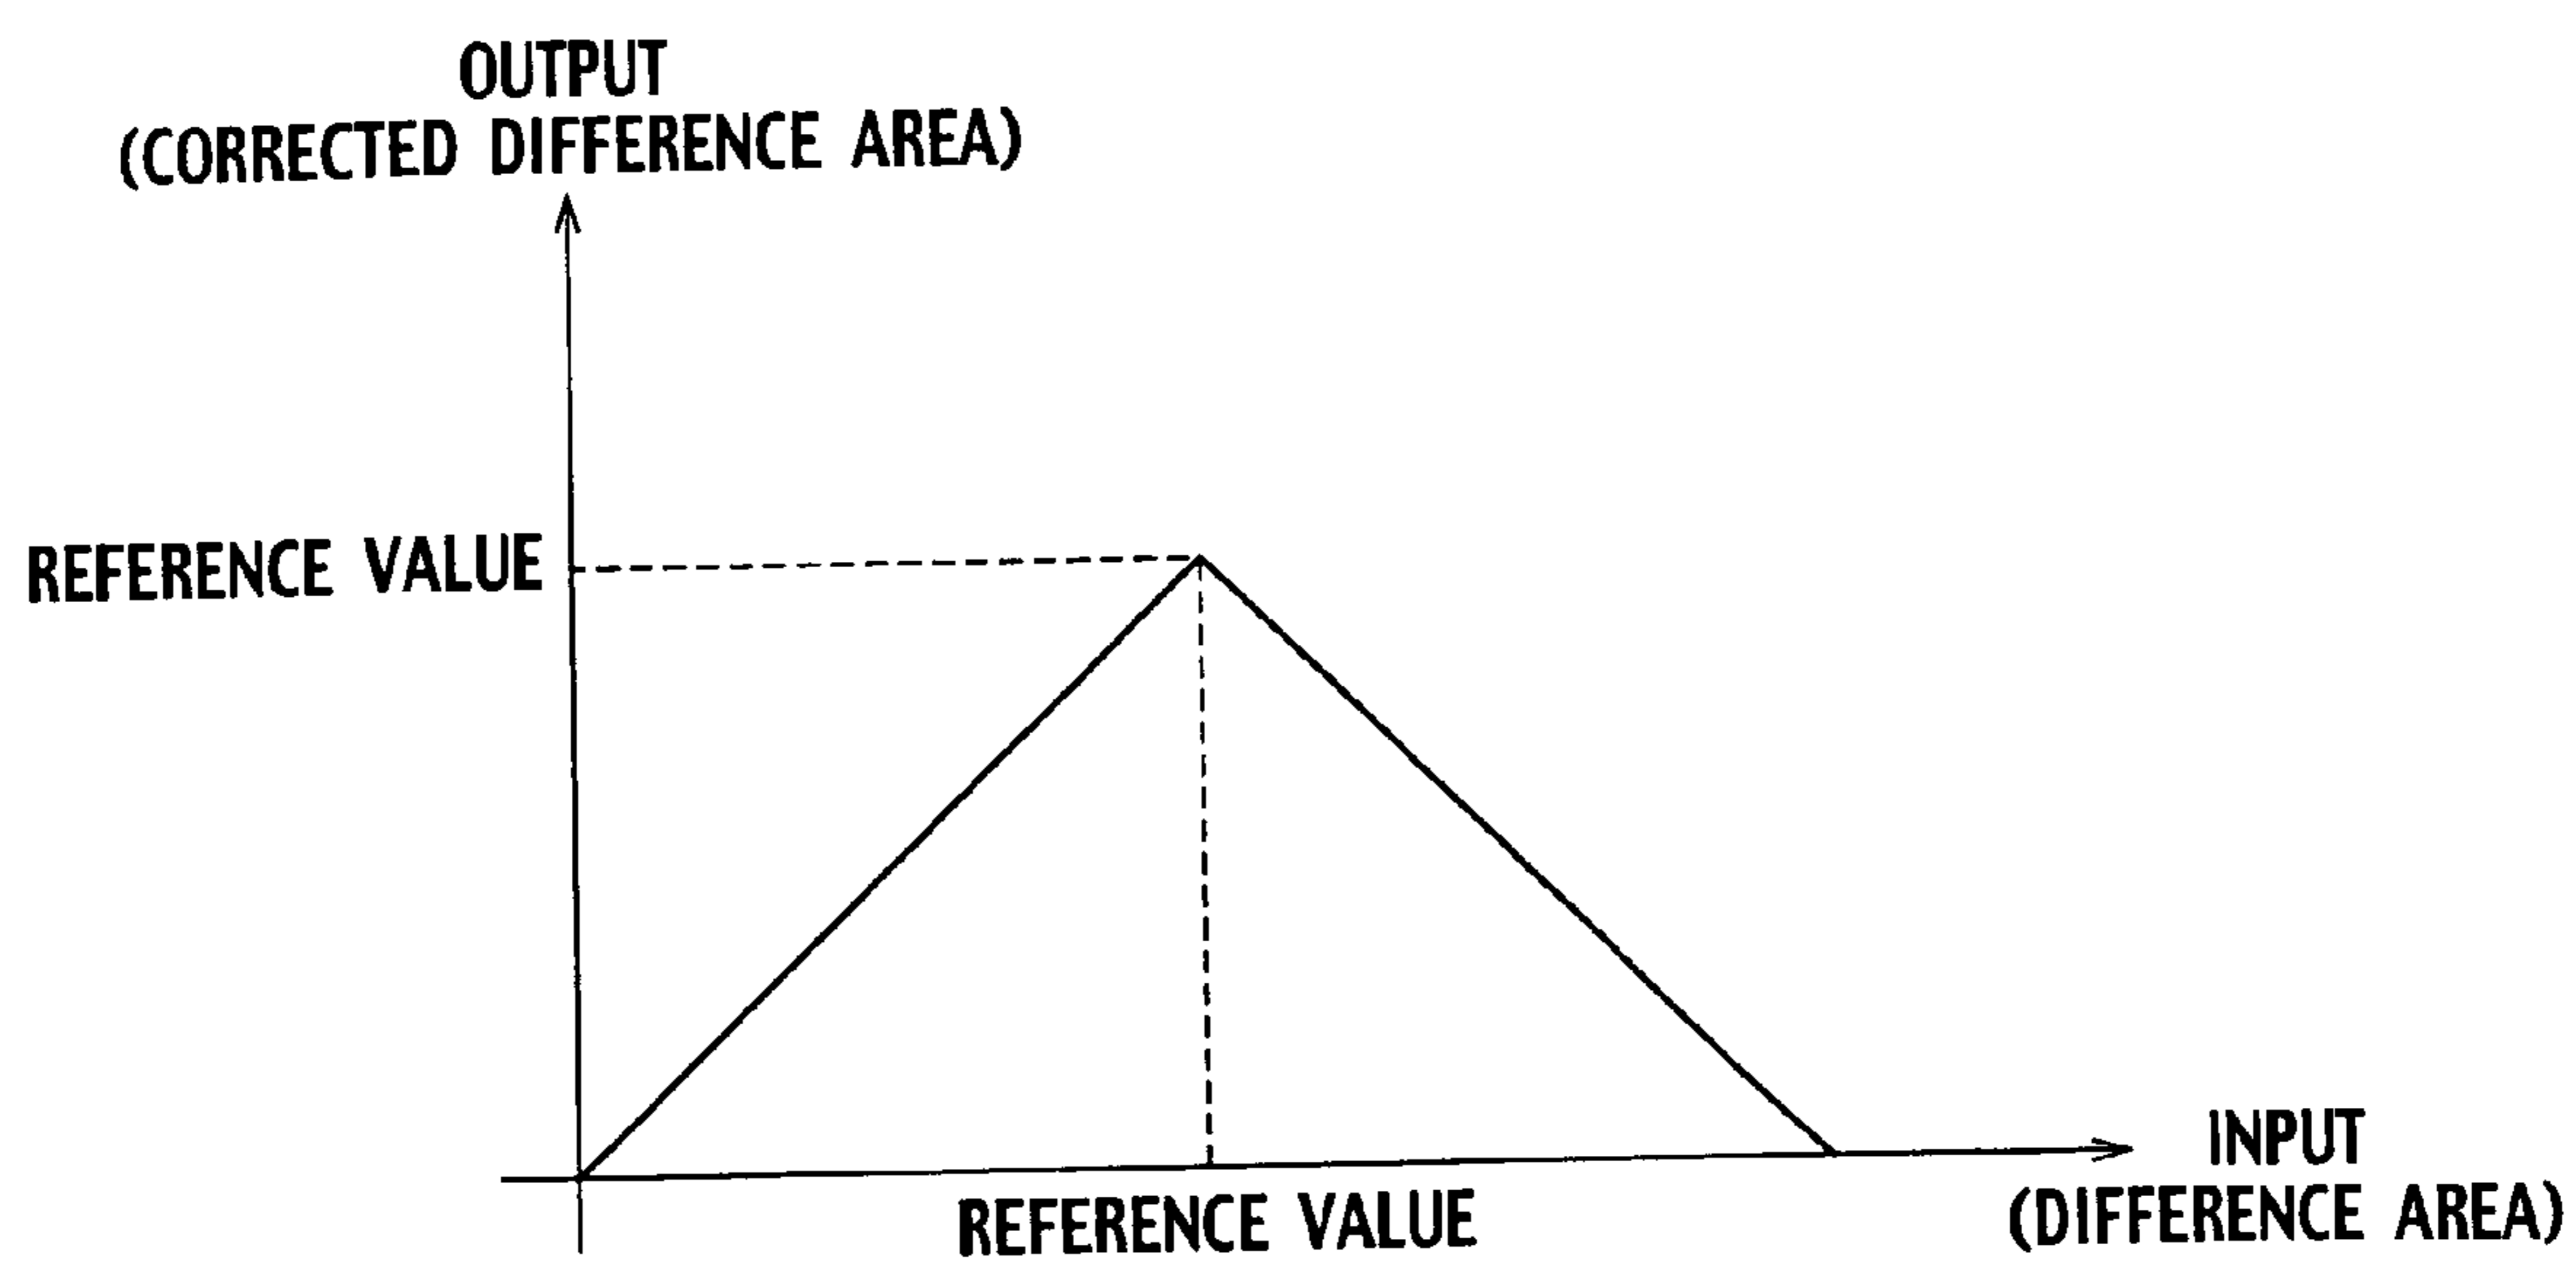 OUTPUT
(CORRECTED DIFFERENCE AREA)
REFERENCE VALUE
REFERENCE VALUE
INPUT
(DIFFERENCE AREA)